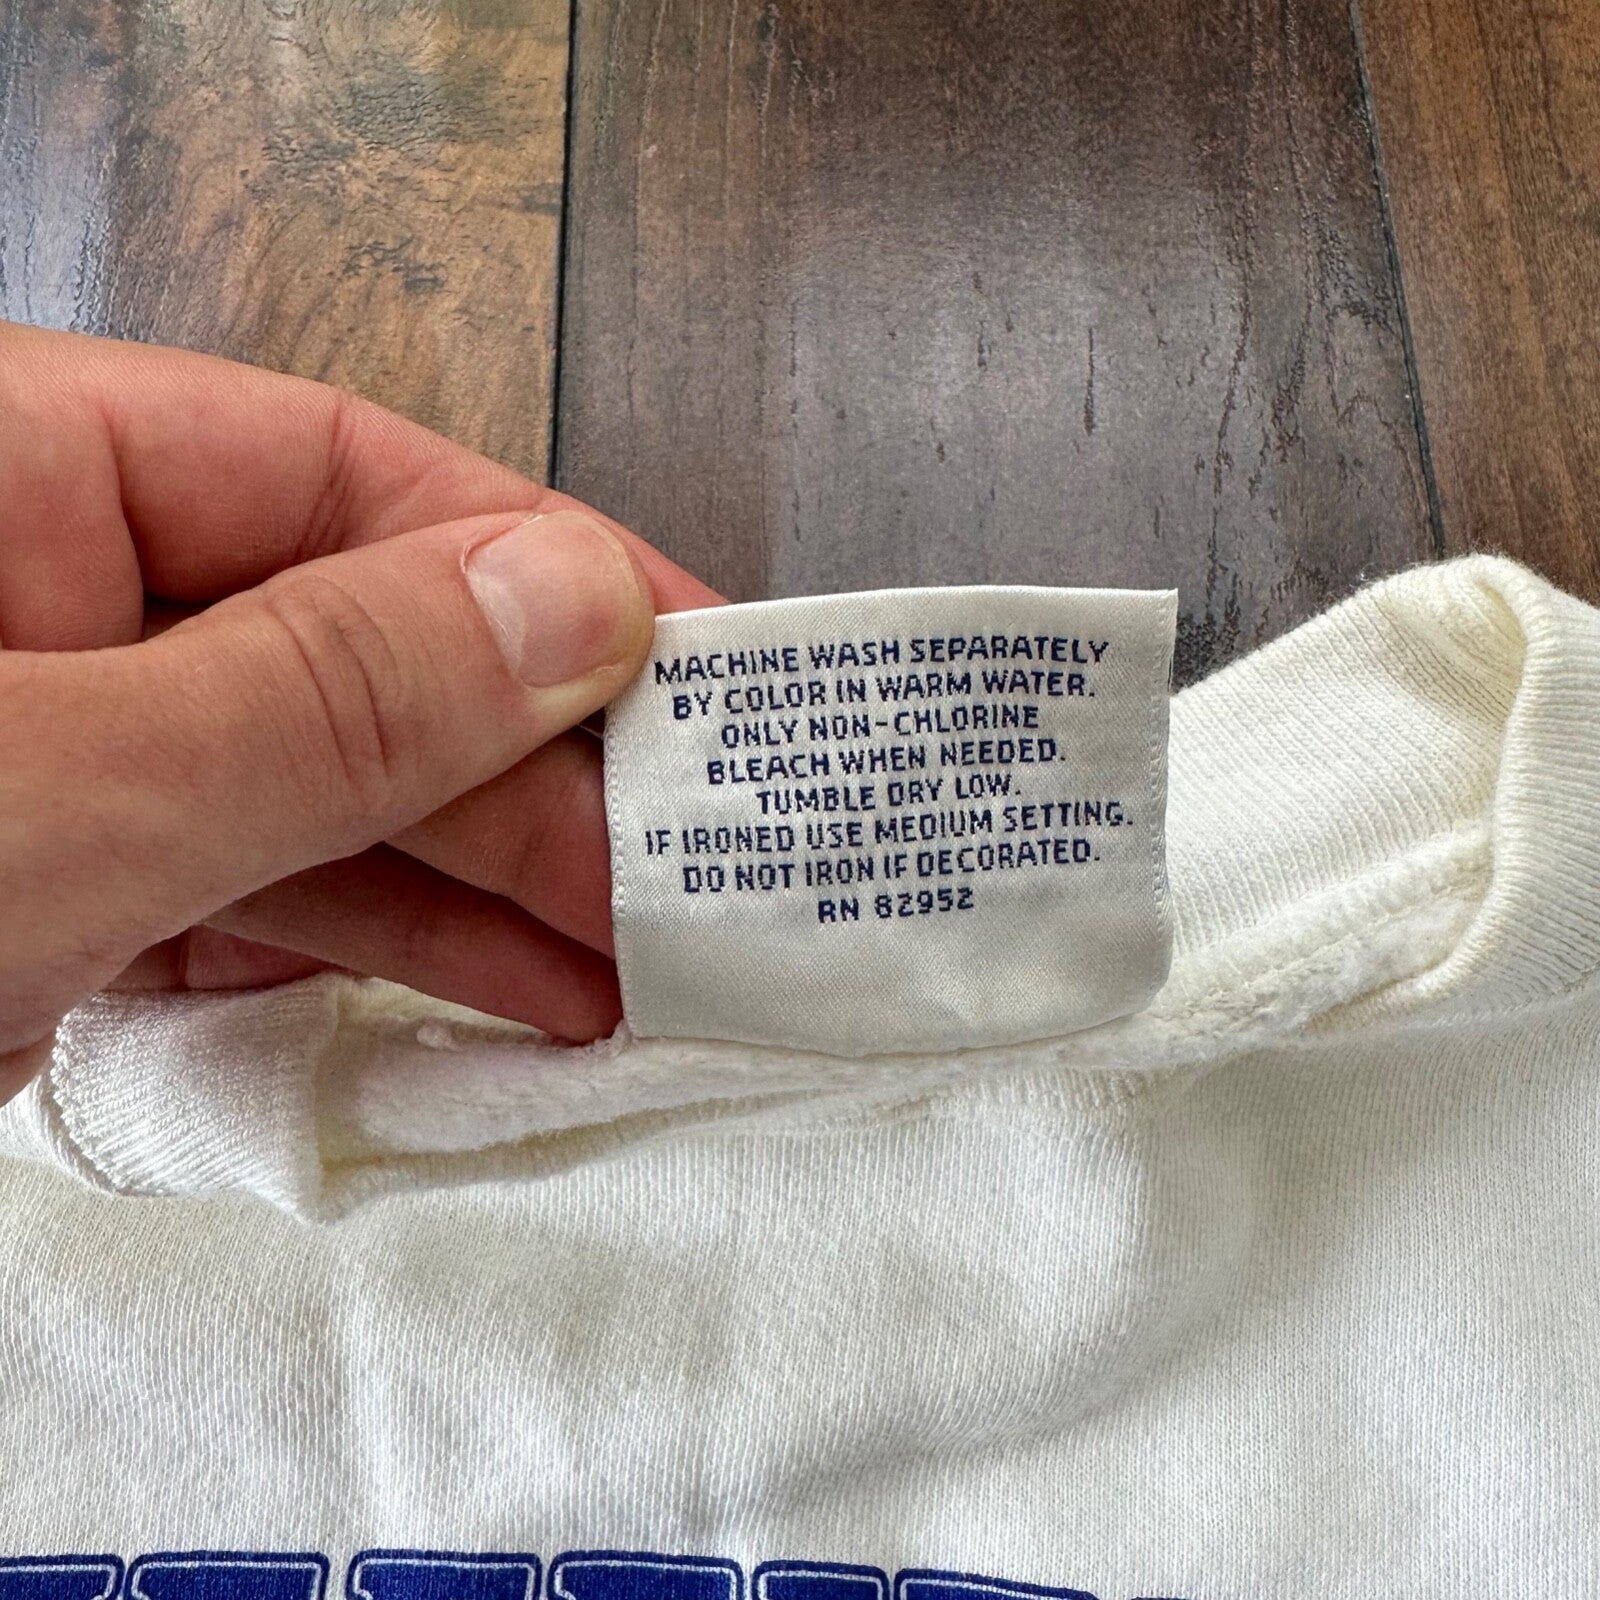 MACHINE WASH SEPARATELY
BY COLOR IN WARM WATER.
ONLY NON-CHLORINE
BLEACH WHEN NEEDED.
TUMBLE DRY LOW.
IF IRONED USE MEDIUM SETTING.
DO NOT IRON IF DECORATED.
RN 82952